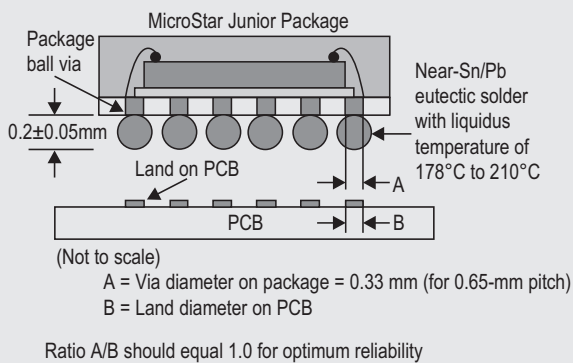 MicroStar Junior Package
Package
ball via
0.2±0.05mm
Near-Sn/Pb
eutectic solder
with liquidus
temperature of
178°C to 210°C
Land on PCB
A
PCB
B
(Not to scale)
A = Via diameter on package = 0.33 mm (for 0.65-mm pitch)
B = Land diameter on PCB
Ratio A/B should equal 1.0 for optimum reliability